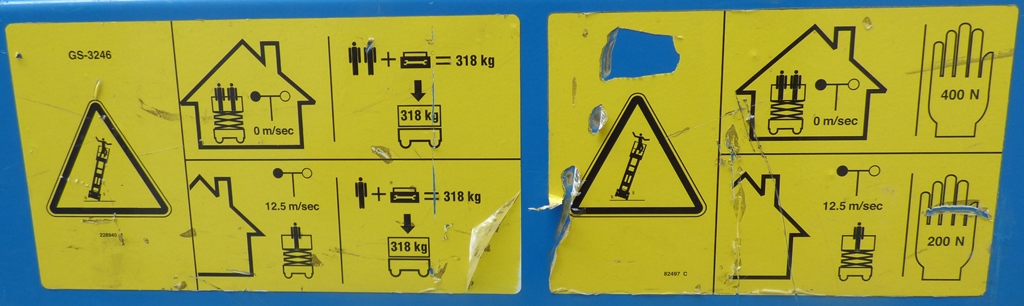 GS-3246
+ = 318 kg
318 kg
0 m/sec
12.5 m/sec
+ = 318 kg
318 kg
0 m/sec
400 N
12.5 m/sec
200 N
82497 C